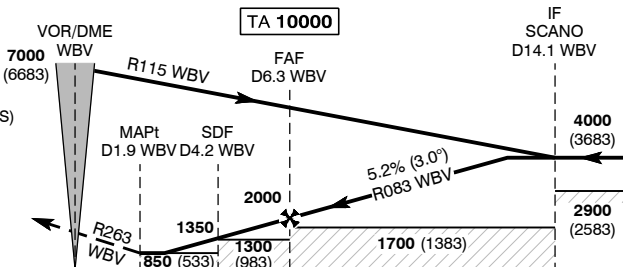 TA 10000
VOR/DME
WBV
7000
(6683)
S)
R115 WBV
FAF
D6.3 WBV
IF
SCANO
D14.1 WBV
MAPt
D1.9 WBV
SDF
D4.2 WBV
4000
(3683)
5.2% (3.0°)
R083 WBV
2000
R263
WBV
1350
1300
(983)
850 (533)
1700 (1383)
2900
(2583)